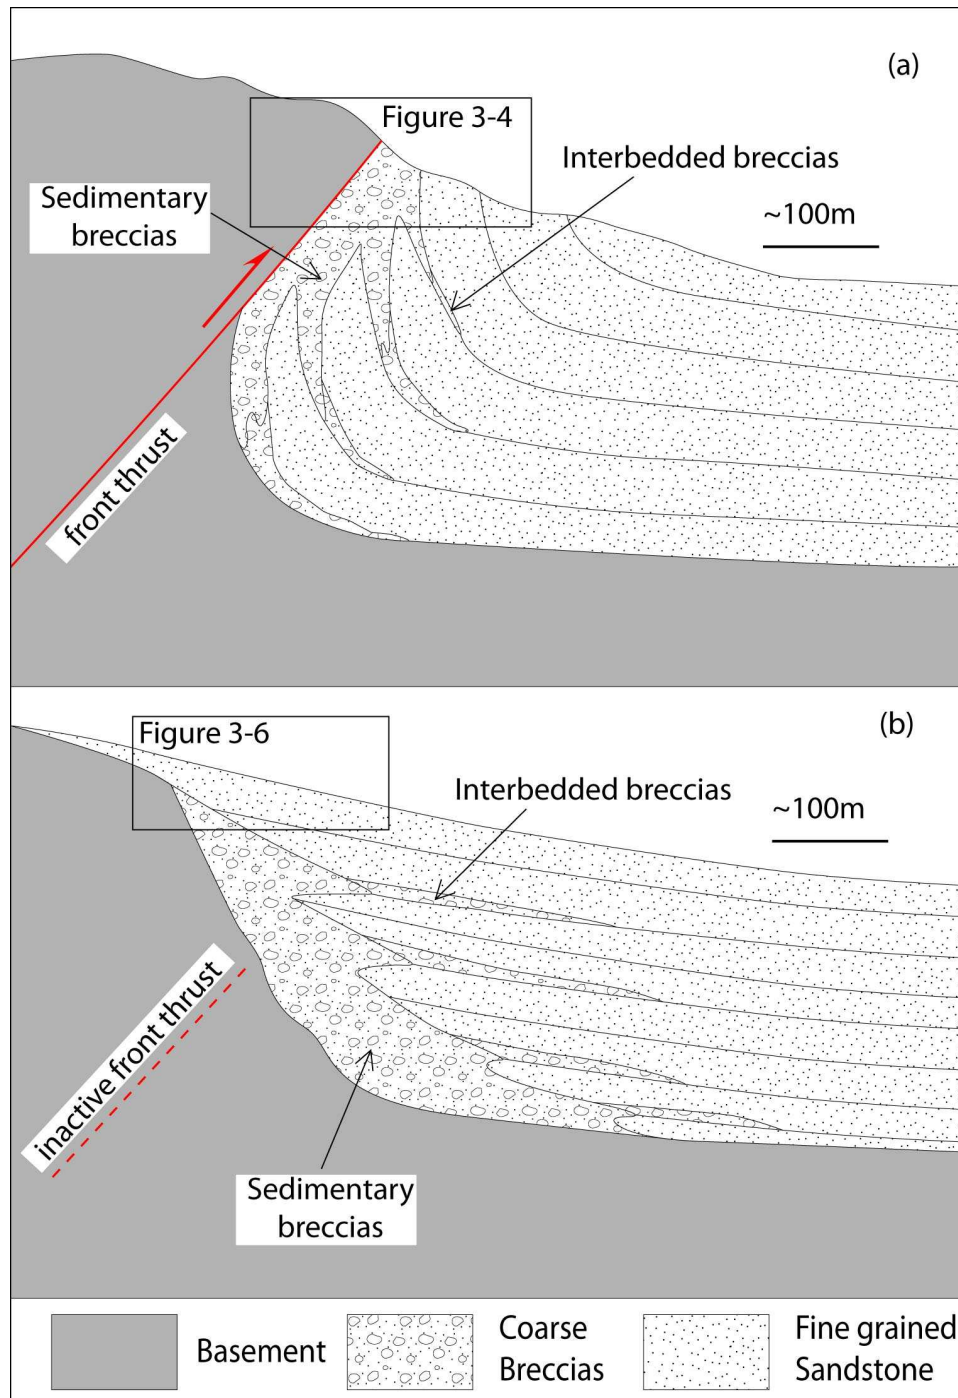 (a)
Figure 3-4
Interbedded breccias
Sedimentary
breccias
~100m
front thrust
(b)
Figure 3-6
Interbedded breccias
~100m
inactive front thrust
Sedimentary
breccias
Basement
Coarse
Breccias
Fine grained
Sandstone